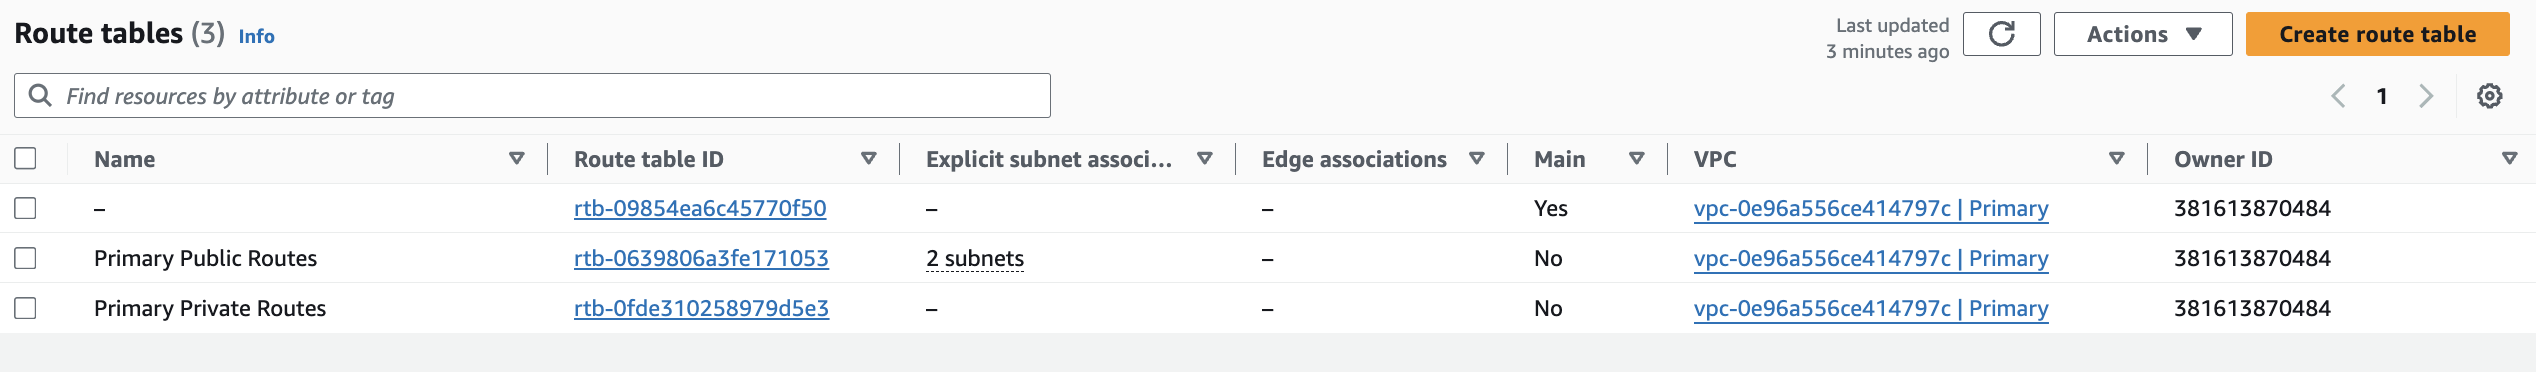 Route tables (3) Info
Last updated
3 minutes ago
Actions
Create route table
Find resources by attribute or tag
1
Name Route table ID Explicit subnet associ... Edge associations Main VPC Owner ID
– rtb-09854ea6c45770f50 – – Yes vpc-0e96a556ce414797c | Primary 381613870484
Primary Public Routes rtb-0639806a3fe171053 2 subnets – No vpc-0e96a556ce414797c | Primary 381613870484
Primary Private Routes rtb-0fde310258979d5e3 – – No vpc-0e96a556ce414797c | Primary 381613870484